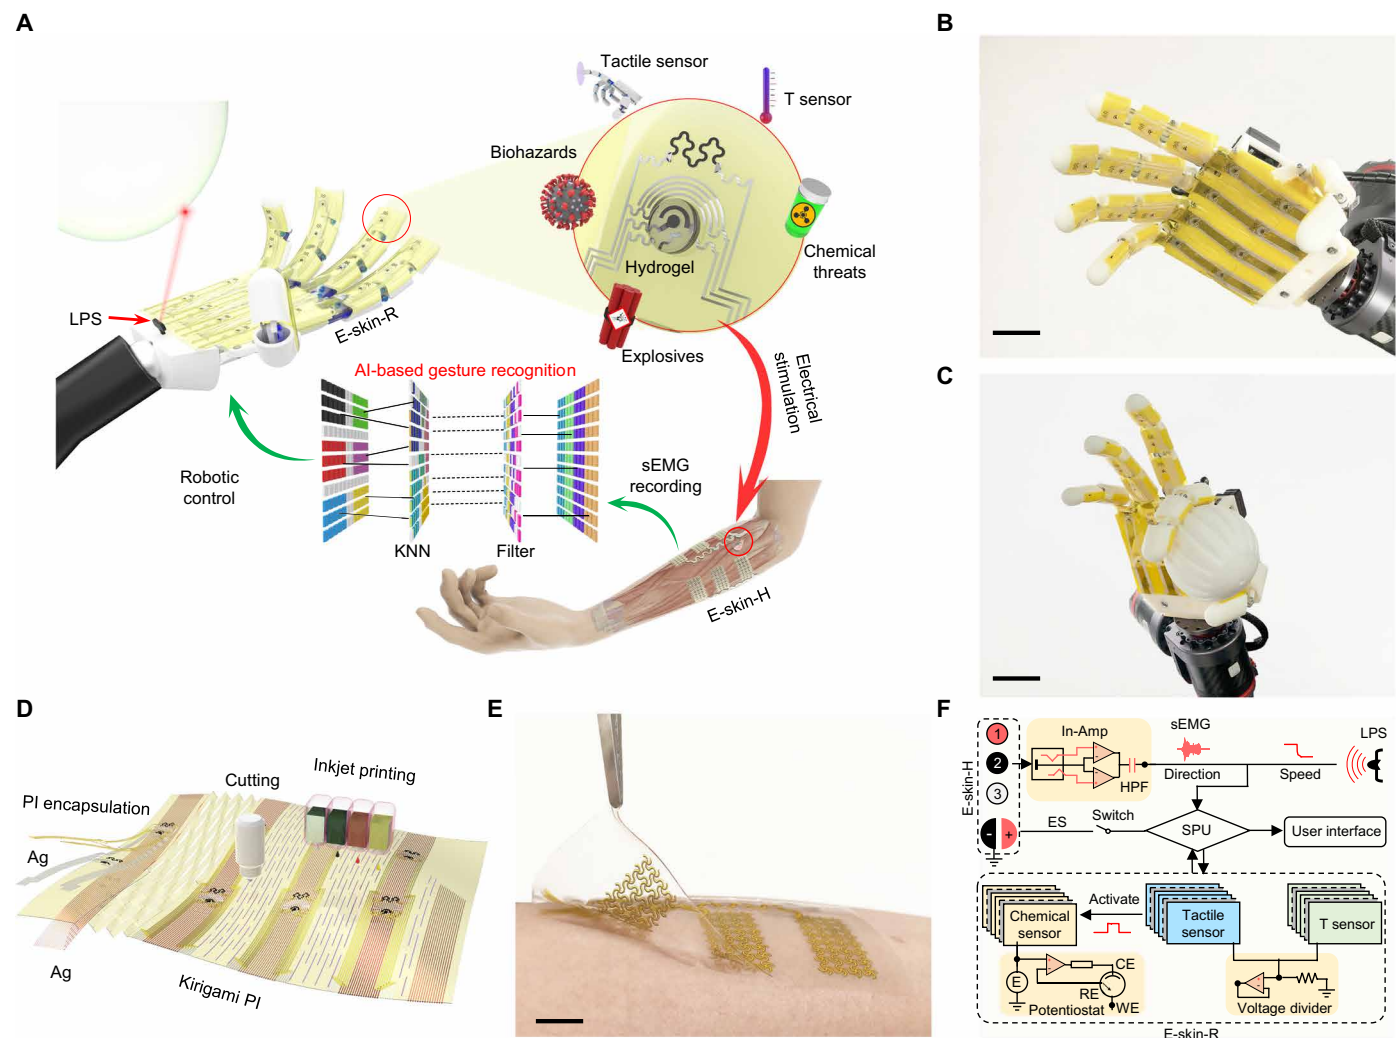 A
Tactile sensor
T sensor
Biohazards
Chemical
threats
Hydrogel
Explosives
LPS
E-skin-R
Electrical
stimulation
AI-based gesture recognition
Robotic
control
sEMG
recording
KNN
Filter
E-skin-H
B
C
D
Inkjet printing
Cutting
PI encapsulation
Ag
Ag
Kirigami PI
E
F
E-skin-H
1
2
3
- +
In-Amp
HPF
sEMG
Direction
Speed
LPS
ES
Switch
SPU
User interface
Chemical
sensor
Activate
Tactile
sensor
T sensor
E
CE
RE
WE
Potentiostat
Voltage divider
E-skin-R